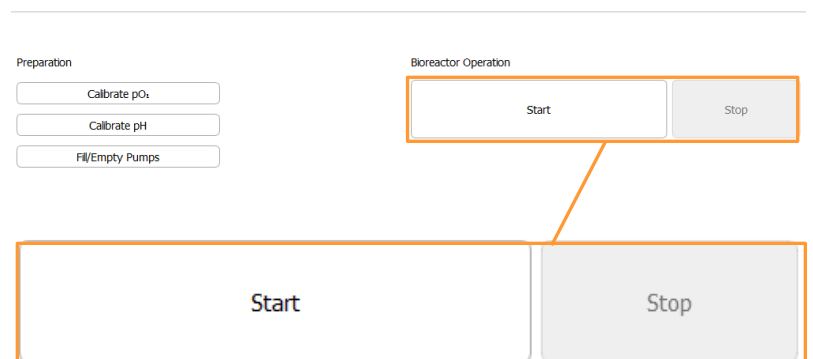 Preparation
Calibrate pO₂
Calibrate pH
Fill/Empty Pumps
Bioreactor Operation
Start
Stop
Start
Stop